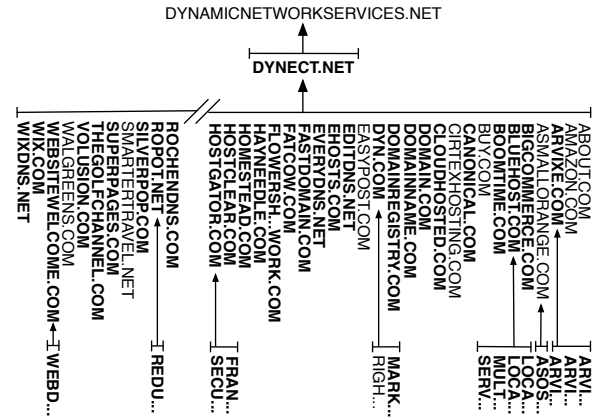 DYNAMICNETWORKSERVICES.NET
DYNECT.NET
WIXDNS.NET
WIX.COM
WEBSITEWELCOME.COM
WALGREENS.COM
VOLUSION.COM
THEGOLFCHANNEL.COM
SUPERPAGES.COM
SMARTERTRAVEL.NET
SILVERPOP.COM
ROPOT.NET
ROCHENDNS.COM
HOSTGATOR.COM
HOSTCLEAR.COM
HOMESTEAD.COM
HAYNEEDLE.COM
FLOWERSH..WORK.COM
FATCOW.COM
FASTDOMAIN.COM
EVERYDNS.NET
EHOSTS.COM
EDITDNS.NET
EASYPOST.COM
DYN.COM
DOMAINREGISTRY.COM
DOMAINNAME.COM
DOMAIN.COM
CLOUDHOSTED.COM
CIRTEXHOSTING.COM
CANONICAL.COM
BUY.COM
BOOMTIME.COM
BLUEHOST.COM
BIGCOMMERCE.COM
ASMALLORANGE.COM
ARVIXE.COM
AMAZON.COM
ABOUT.COM
WEBD...
REDU...
SECU...
FRAN...
RIGH...
MARK...
SERV...
MULT...
LOCA...
LOCA...
ASOS...
ARVI...
ARVI...
ARVI...